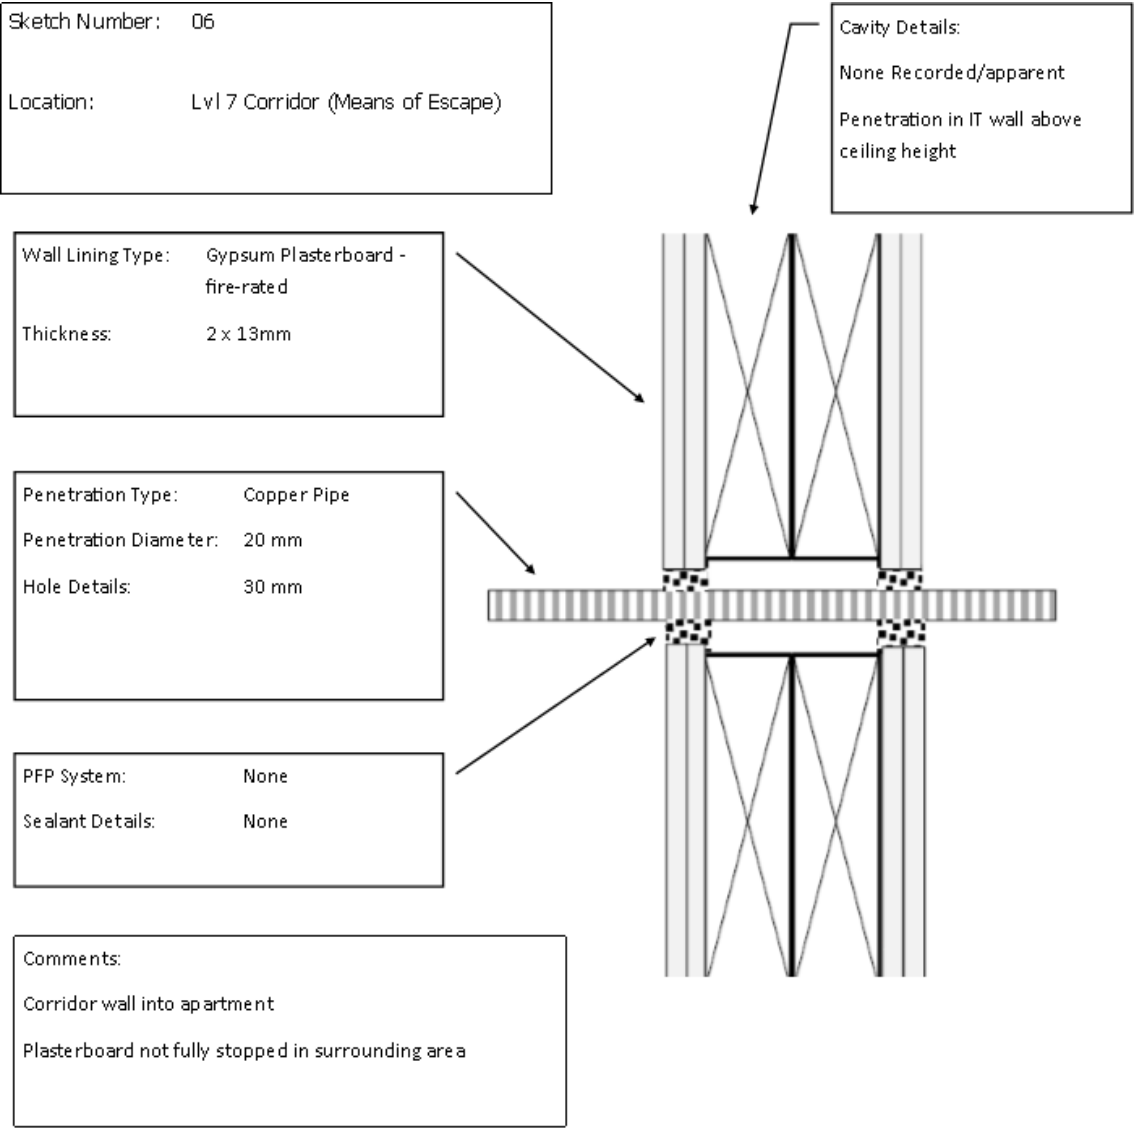 Sketch Number: 06
Location: Lvl 7 Corridor (Means of Escape)
Cavity Details:
None Recorded/apparent
Penetration in IT wall above
ceiling height
Wall Lining Type: Gypsum Plasterboard -
fire-rated
Thickness: 2 x 13mm
Penetration Type: Copper Pipe
Penetration Diameter: 20 mm
Hole Details: 30 mm
PFP System: None
Sealant Details: None
Comments:
Corridor wall into apartment
Plasterboard not fully stopped in surrounding area